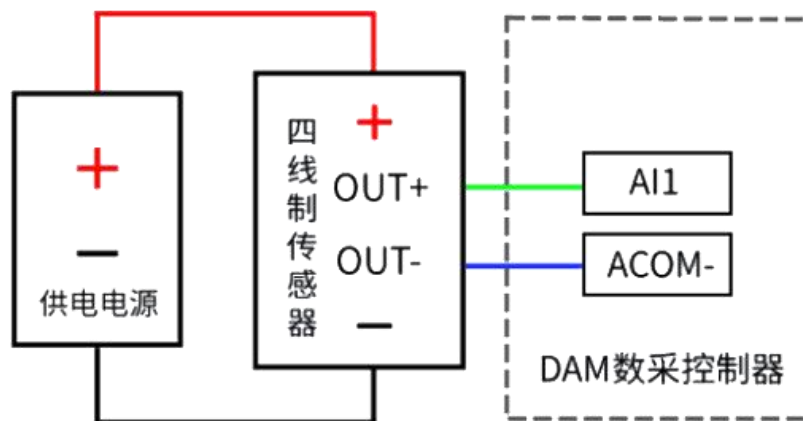 +
—
供电电源
四线制传感器
+
OUT+
OUT-
—
AI1
ACOM-
DAM数采控制器